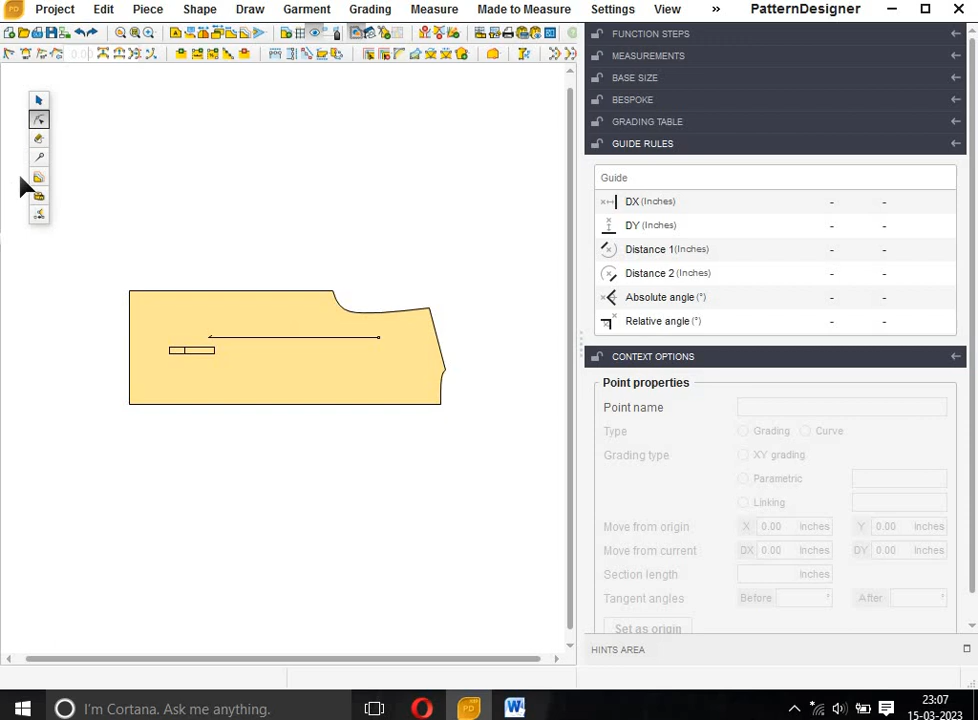 PD Project Edit Piece Shape Draw Garment Grading Measure Made to Measure Settings View » PatternDesigner
FUNCTION STEPS
MEASUREMENTS
BASE SIZE
BESPOKE
GRADING TABLE
GUIDE RULES
Guide
DX (Inches) - -
DY (Inches) - -
Distance 1 (Inches) - -
Distance 2 (Inches) - -
Absolute angle (°) - -
Relative angle (°) - -
CONTEXT OPTIONS
Point properties
Point name
Type Grading Curve
Grading type XY grading
Parametric
Linking
Move from origin X 0.00 Inches Y 0.00 Inches
Move from current DX 0.00 Inches DY 0.00 Inches
Section length Inches
Tangent angles Before ° After °
Set as origin
HINTS AREA
I'm Cortana. Ask me anything.
PD
23:07
15-03-2023